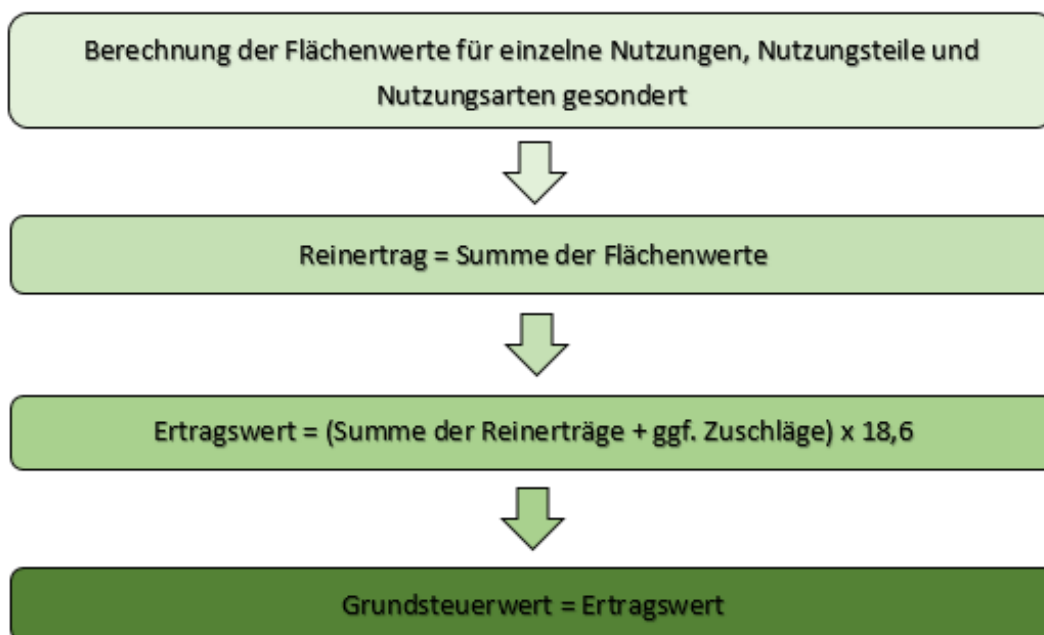 Berechnung der Flächenwerte für einzelne Nutzungen, Nutzungsteile und
Nutzungsarten gesondert
Reinertrag = Summe der Flächenwerte
Ertragswert = (Summe der Reinerträge + ggf. Zuschläge) x 18,6
Grundsteuerwert = Ertragswert